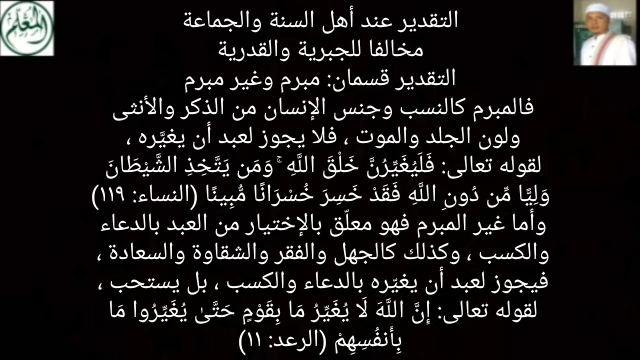 المعلم
التقدير عند أهل السنة والجماعة
مخالفا للجبرية والقدرية
التقدير قسمان: مبرم وغير مبرم
فالمبرم كالنسب وجنس الإنسان من الذكر والأنثى
ولون الجلد والموت ، فلا يجوز لعبد أن يغيَّره ،
لقوله تعالى: فَلَيُغَيِّرُنَّ خَلْقَ اللَّهِ ۚ وَمَن يَتَّخِذِ الشَّيْطَانَ
وَلِيًّا مِّن دُونِ اللَّهِ فَقَدْ خَسِرَ خُسْرَانًا مُّبِينًا (النساء: ١١٩)
وأما غير المبرم فهو معلّق بالإختيار من العبد بالدعاء
والكسب ، وكذلك كالجهل والفقر والشقاوة والسعادة ،
فيجوز لعبد أن يغيّره بالدعاء والكسب ، بل يستحب ،
لقوله تعالى: إِنَّ اللَّهَ لَا يُغَيِّرُ مَا بِقَوْمٍ حَتَّىٰ يُغَيِّرُوا مَا
بِأَنفُسِهِمْ (الرعد: ١١)